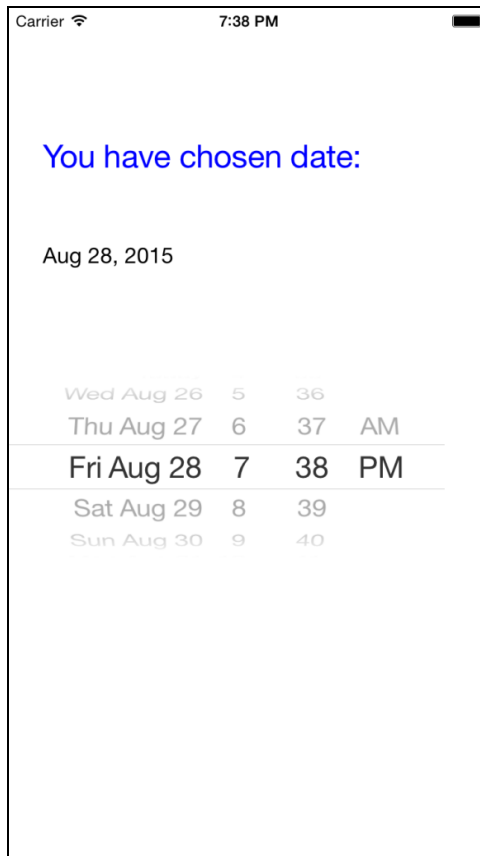 Carrier 7:38 PM
You have chosen date:
Aug 28, 2015
Wed Aug 26 5 36
Thu Aug 27 6 37 AM
Fri Aug 28 7 38 PM
Sat Aug 29 8 39
Sun Aug 30 9 40